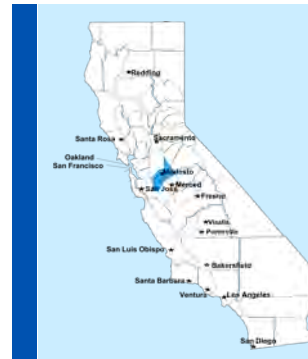 Redding
Santa Rosa
Sacramento
Oakland
San Francisco
Modesto
San Jose
Merced
Fresno
Visalia
Porterville
San Luis Obispo
Bakersfield
Santa Barbara
Ventura
Los Angeles
San Diego